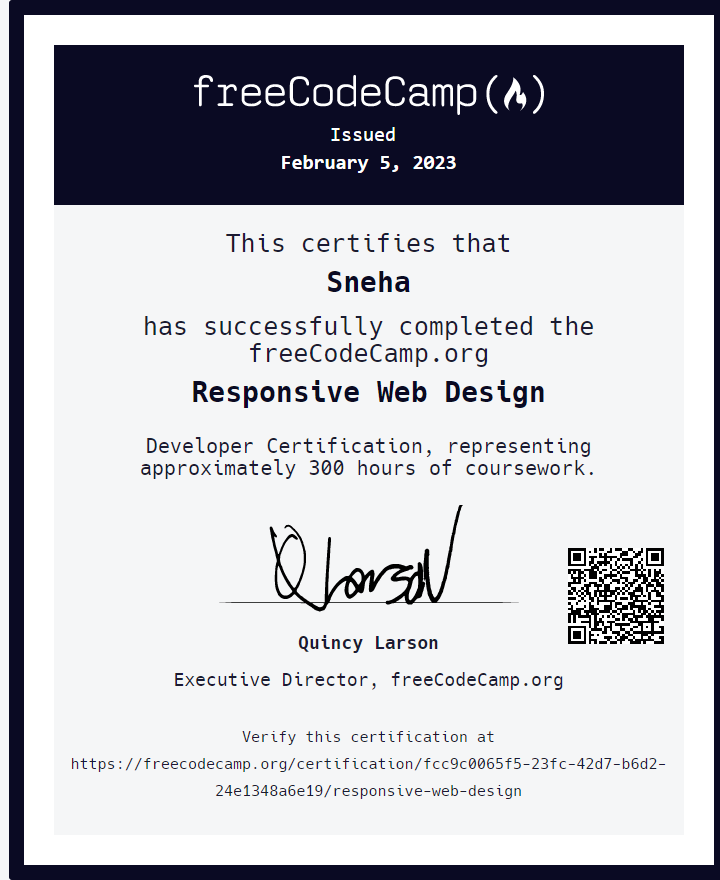 freeCodeCamp
Issued
February 5, 2023
This certifies that
Sneha
has successfully completed the
freeCodeCamp.org
Responsive Web Design
Developer Certification, representing
approximately 300 hours of coursework.
Q Larson
Quincy Larson
Executive Director, freeCodeCamp.org
Verify this certification at
https://freecodecamp.org/certification/fcc9c0065f5-23fc-42d7-b6d2-
24e1348a6e19/responsive-web-design